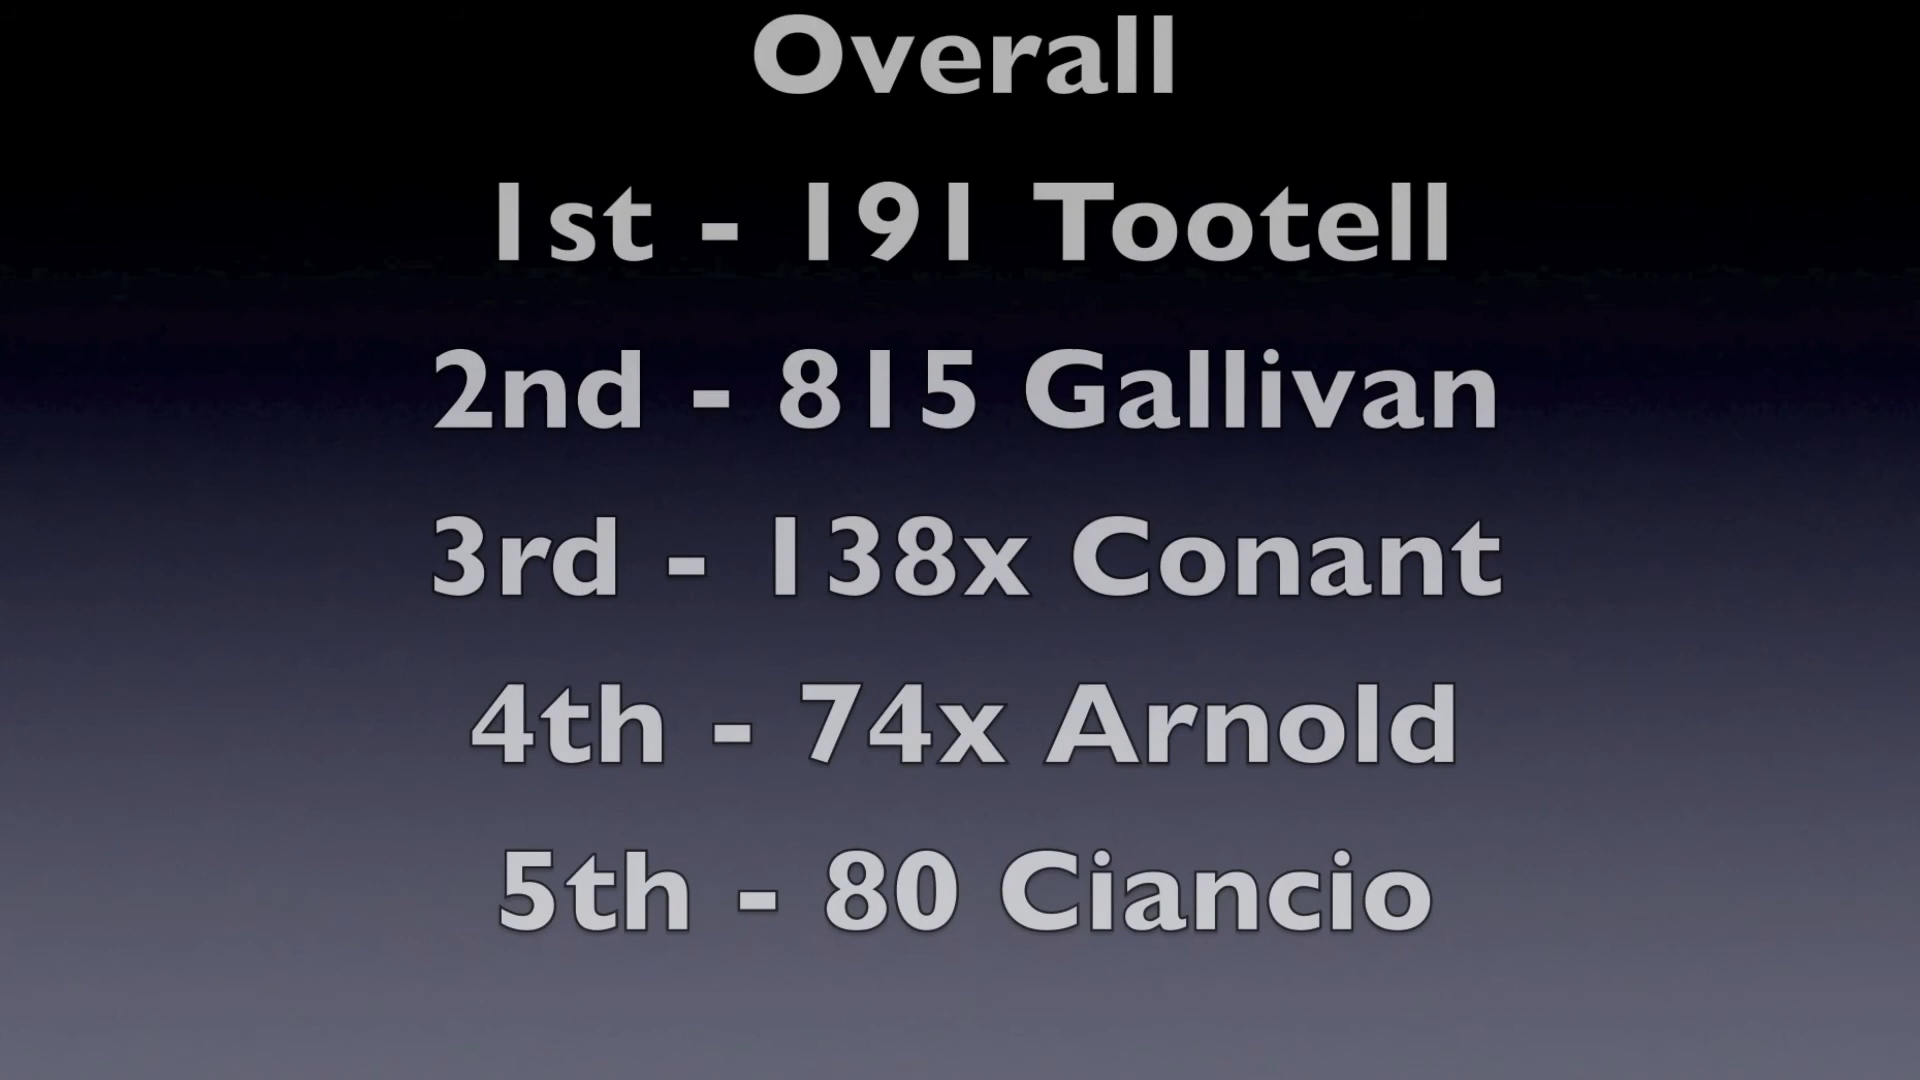 Overall
1st - 191 Tootell
2nd - 815 Gallivan
3rd - 138x Conant
4th - 74x Arnold
5th - 80 Ciancio